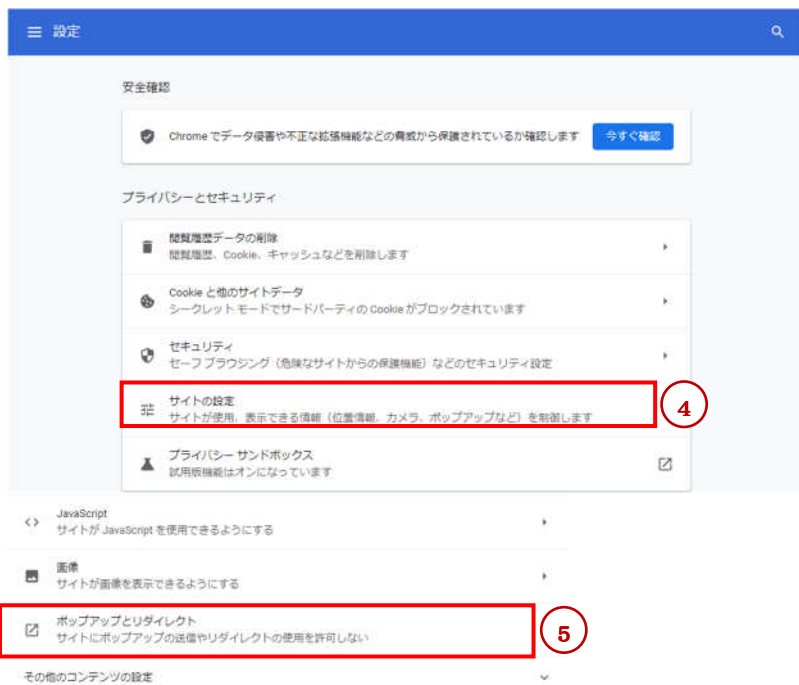 設定
安全確認
Chrome でデータ侵害や不正な拡張機能などの脅威から保護されているか確認します
今すぐ確認
プライバシーとセキュリティ
閲覧履歴データの削除
閲覧履歴、Cookie、キャッシュなどを削除します
Cookie と他のサイトデータ
シークレット モードでサードパーティの Cookie がブロックされています
セキュリティ
セーフ ブラウジング（危険なサイトからの保護機能）などのセキュリティ設定
サイトの設定
サイトが使用、表示できる情報（位置情報、カメラ、ポップアップなど）を制御します
4
プライバシー サンドボックス
試用版機能はオンになっています
JavaScript
サイトが JavaScript を使用できるようにする
画像
サイトが画像を表示できるようにする
ポップアップとリダイレクト
サイトにポップアップの送信やリダイレクトの使用を許可しない
5
その他のコンテンツの設定